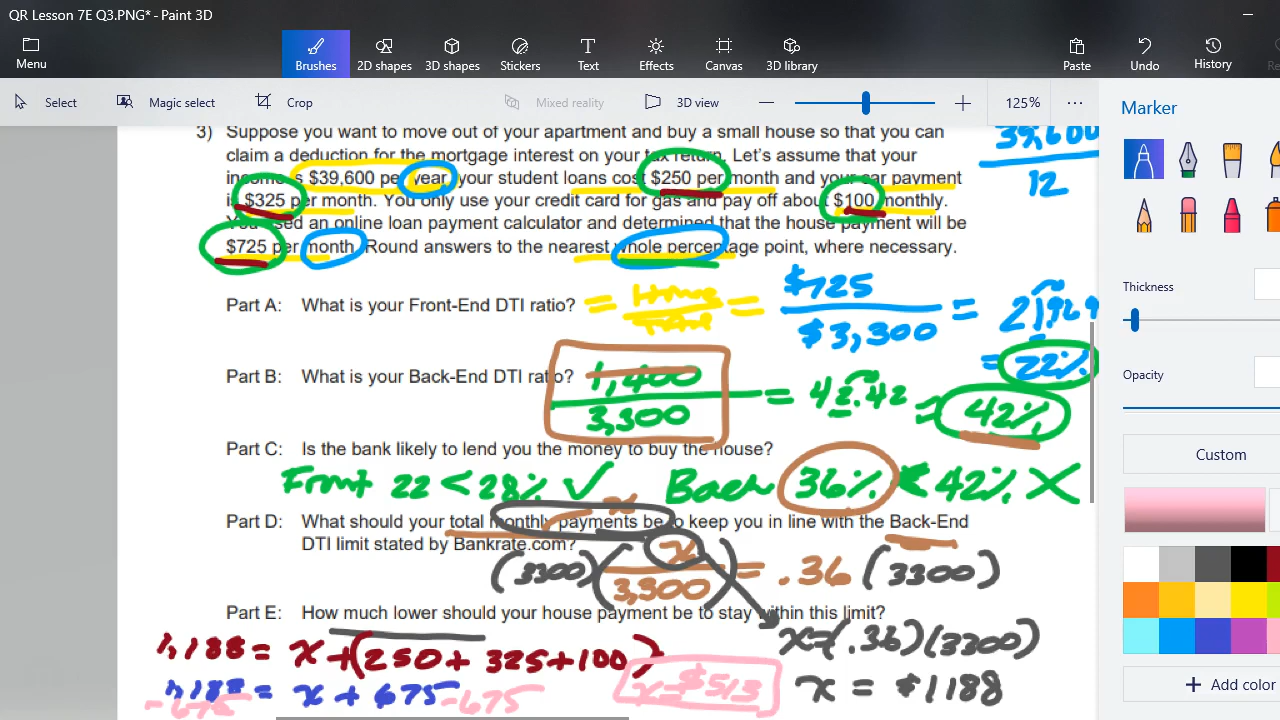 QR Lesson 7E Q3.PNG* - Paint 3D
Menu
Brushes
2D shapes
3D shapes
Stickers
Text
Effects
Canvas
3D library
Paste
Undo
History
Select
Magic select
Crop
Mixed reality
3D view
125%
Marker
3) Suppose you want to move out of your apartment and buy a small house so that you can
claim a deduction for the mortgage interest on your tax return. Let's assume that your
income is $39,600 per year, your student loans cost $250 per month and your car payment
is $325 per month. You only use your credit card for gas and pay off about $100 monthly.
You used an online loan payment calculator and determined that the house payment will be
$725 per month. Round answers to the nearest whole percentage point, where necessary.
39,600
12
Thickness
Part A: What is your Front-End DTI ratio? = = $725 / $3,300 = 21.969
= 22%
Opacity
Part B: What is your Back-End DTI ratio? 1,400 / 3,300 = 42.42 = 42%
Part C: Is the bank likely to lend you the money to buy the house?
Front 22 < 28% ✓ Back 36% < 42% X
Custom
x
Part D: What should your total monthly payments be to keep you in line with the Back-End
DTI limit stated by Bankrate.com?
(3300)(x / 3,300) = .36 (3300)
Part E: How much lower should your house payment be to stay within this limit?
x=(.36)(3300)
1,188 = x + (250 + 325 + 100)
x = $1188
1,188 = x + 675 -675
-675
x=$513
Add color